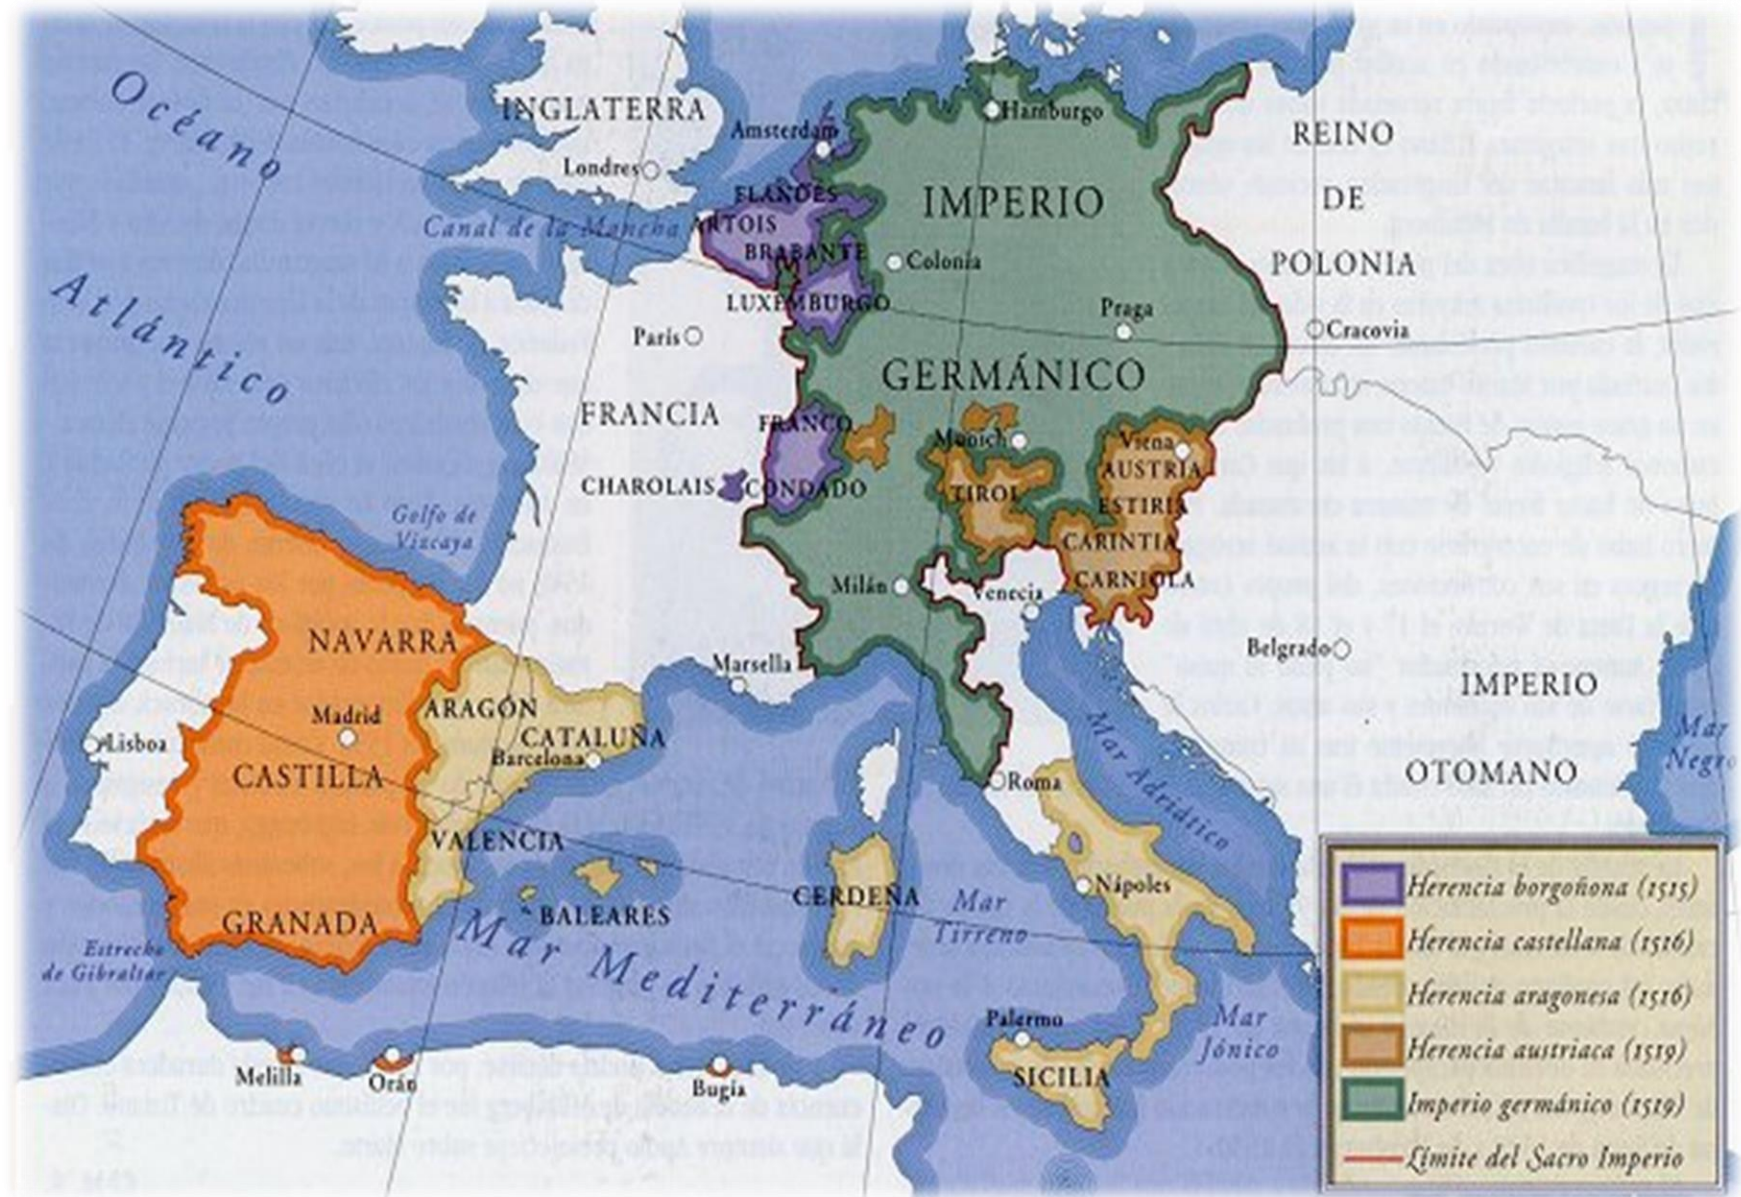 Océano
Atlántico
INGLATERRA
Londres
Canal de la Mancha
Amsterdam
FLANDES
ARTOIS
BRABANTE
LUXEMBURGO
Hamburgo
IMPERIO
GERMÁNICO
Colonia
Praga
REINO
DE
POLONIA
Cracovia
París
FRANCIA
FRANCO
CONDADO
CHAROLAIS
Munich
Viena
AUSTRIA
TIROL
ESTIRIA
CARINTIA
CARNIOLA
Golfo de
Vizcaya
Milán
Venecia
Marsella
Belgrado
IMPERIO
OTOMANO
Mar
Negro
NAVARRA
Madrid
CASTILLA
Lisboa
ARAGÓN
CATALUÑA
Barcelona
VALENCIA
GRANADA
BALEARES
Estrecho
de Gibraltar
Mar Mediterráneo
CERDEÑA
Roma
Mar Adriático
Mar
Tirreno
Nápoles
Mar
Jónico
Palermo
SICILIA
Melilla
Orán
Bugía
Herencia borgoñona (1515)
Herencia castellana (1516)
Herencia aragonesa (1516)
Herencia austriaca (1519)
Imperio germánico (1519)
Límite del Sacro Imperio